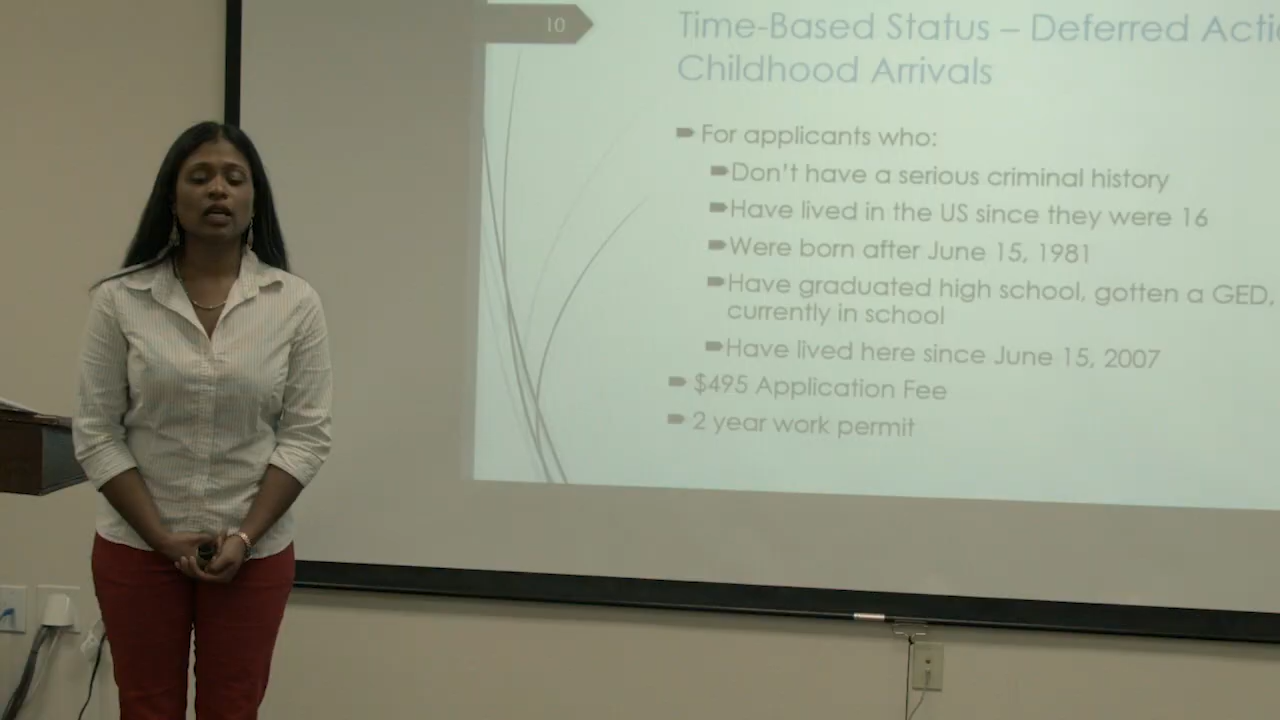 10
Time-Based Status – Deferred Acti
Childhood Arrivals
For applicants who:
Don't have a serious criminal history
Have lived in the US since they were 16
Were born after June 15, 1981
Have graduated high school, gotten a GED,
currently in school
Have lived here since June 15, 2007
$495 Application Fee
2 year work permit